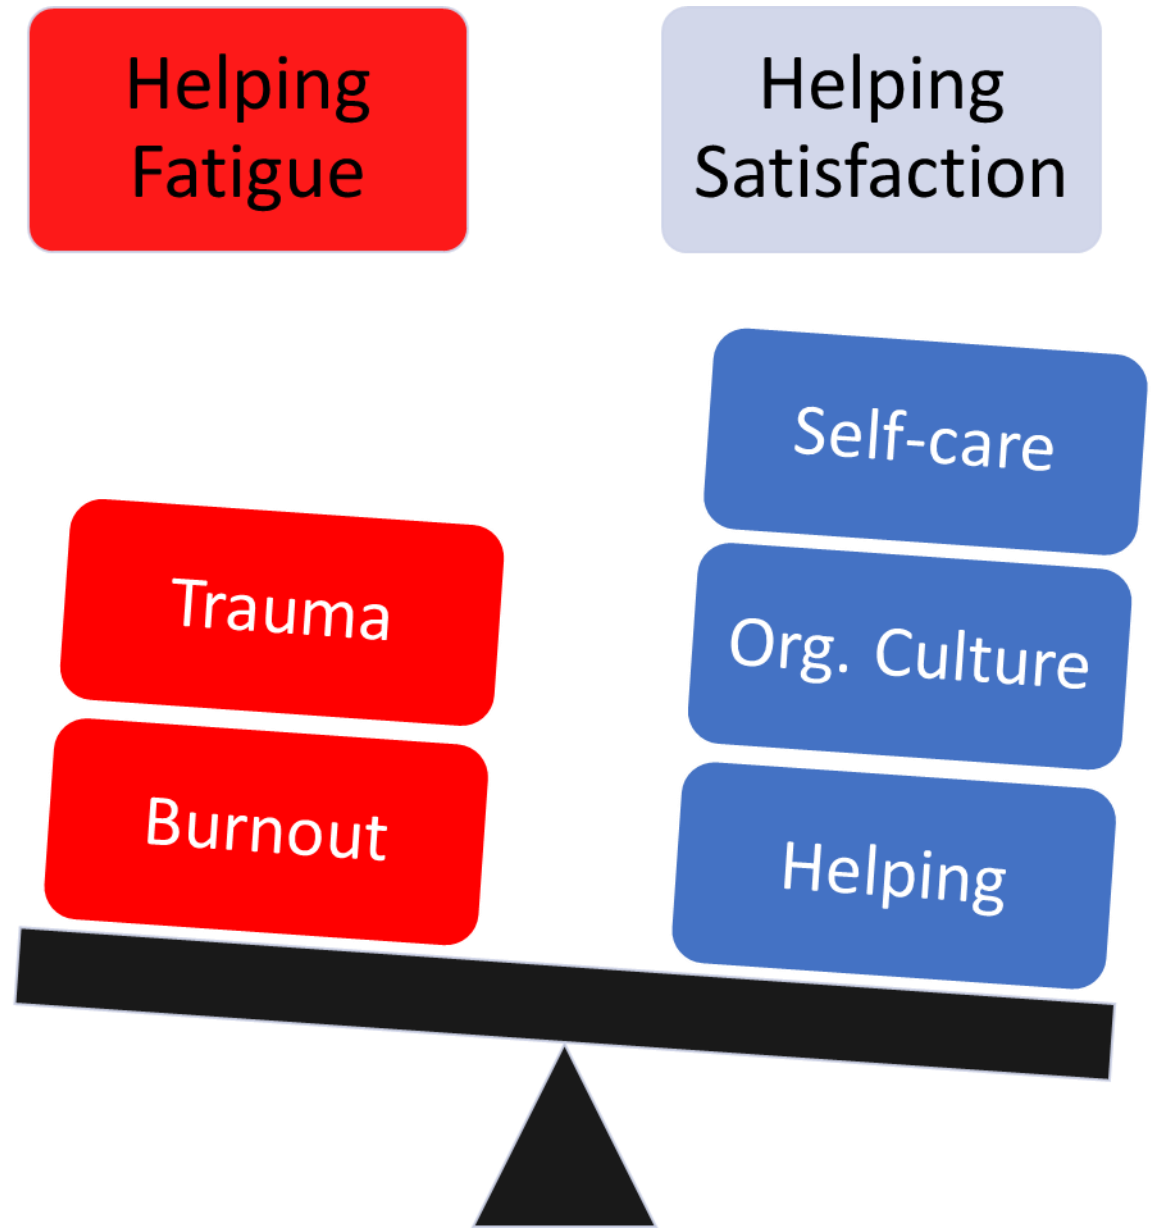 Helping
Fatigue
Helping
Satisfaction
Trauma
Burnout
Self-care
Org. Culture
Helping